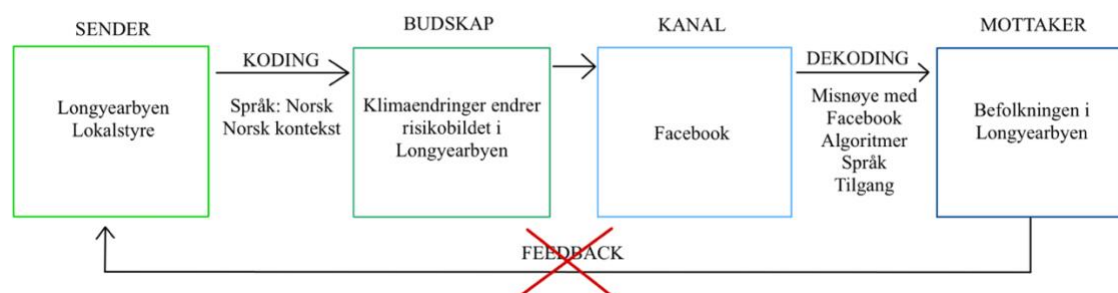 SENDER
BUDSKAP
KANAL
MOTTAKER
Longyearbyen
Lokalstyre
KODING
Språk: Norsk
Norsk kontekst
Klimaendringer endrer
risikobildet i
Longyearbyen
Facebook
DEKODING
Misnøye med
Facebook
Algoritmer
Språk
Tilgang
Befolkningen i
Longyearbyen
FEEDBACK